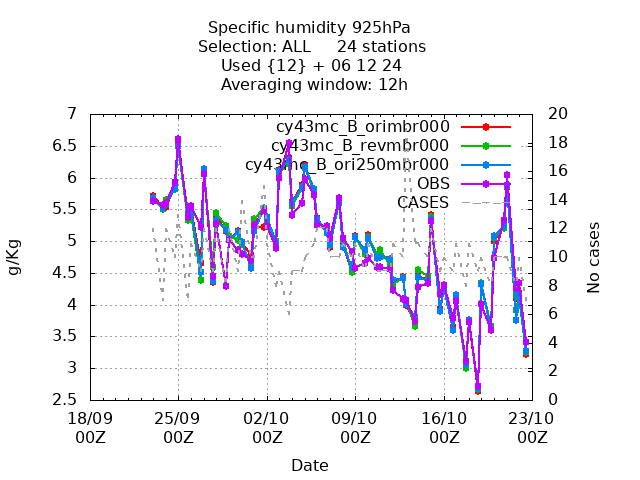 Specific humidity 925hPa
Selection: ALL 24 stations
Used {12} + 06 12 24
Averaging window: 12h
cy43mc_B_orimbr000
cy43mc_B_revmbr000
cy43mc_B_ori250mbr000
OBS
CASES
7
6.5
6
5.5
5
4.5
4
3.5
3
2.5
g/Kg
20
18
16
14
12
10
8
6
4
2
0
No cases
18/09 25/09 02/10 09/10 16/10 23/10
00Z 00Z 00Z 00Z 00Z 00Z
Date